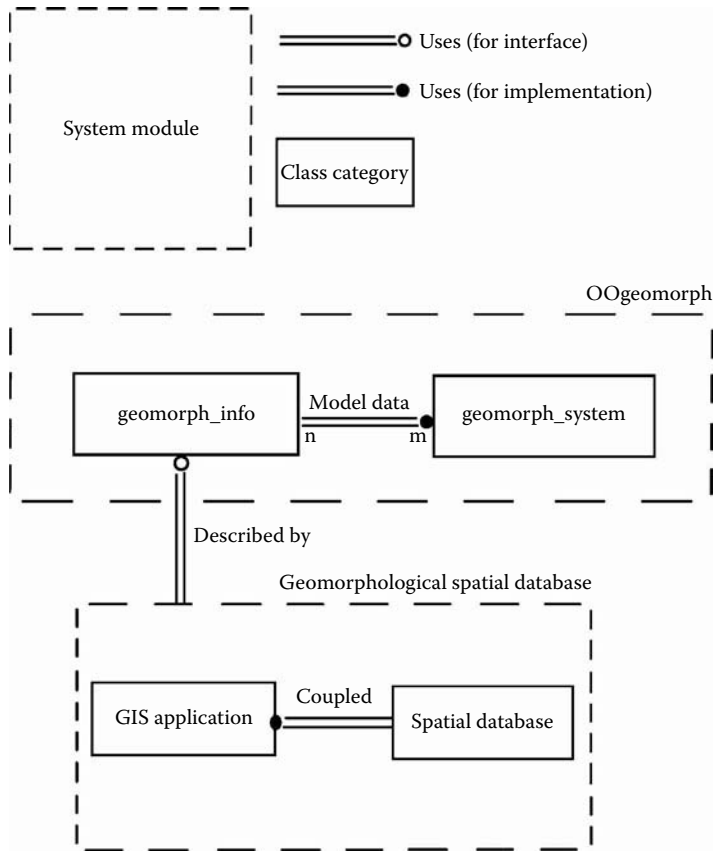 Uses (for interface)
Uses (for implementation)
System module
Class category
OOgeomorph
geomorph_info
Model data
geomorph_system
n
m
Described by
Geomorphological spatial database
GIS application
Coupled
Spatial database